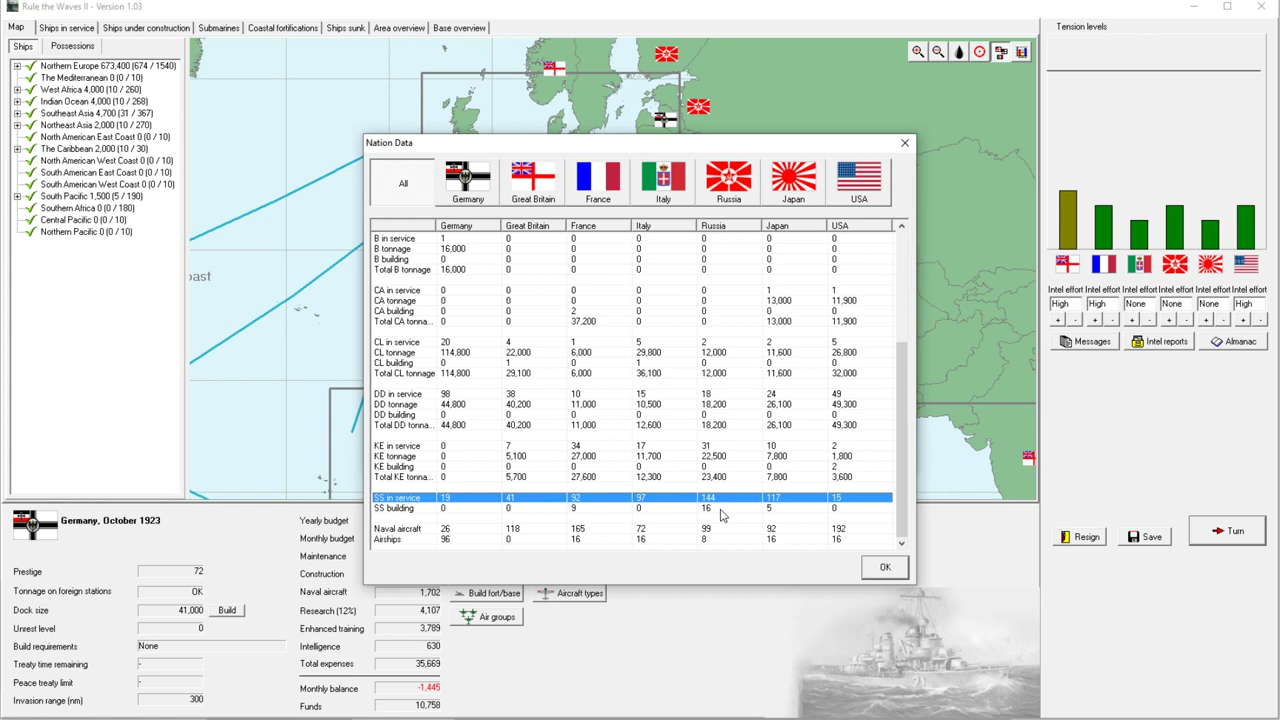 Rule the Waves II - Version 1.03
Map Ships in service Ships under construction Submarines Coastal fortifications Ships sunk Area overview Base overview
Ships Possessions
Northern Europe 673,400 (674 / 1540)
The Mediterranean 0 (0 / 10)
West Africa 4,000 (10 / 260)
Indian Ocean 4,000 (10 / 268)
Southeast Asia 4,700 (31 / 367)
Northeast Asia 2,000 (10 / 270)
North American East Coast 0 (0 / 10)
The Caribbean 2,000 (10 / 30)
North American West Coast 0 (0 / 10)
South American East Coast 0 (0 / 10)
South American West Coast 0 (0 / 10)
South Pacific 1,500 (5 / 190)
Southern Africa 0 (0 / 180)
Central Pacific 0 (0 / 10)
Northern Pacific 0 (0 / 10)
oast
Nation Data
All Germany Great Britain France Italy Russia Japan USA
Germany Great Britain France Italy Russia Japan USA
B in service 1 0 0 0 0 0 0
B tonnage 16,000 0 0 0 0 0 0
B building 0 0 0 0 0 0 0
Total B tonnage 16,000 0 0 0 0 0 0
CA in service 0 0 0 0 0 1 1
CA tonnage 0 0 0 0 0 13,000 11,900
CA building 0 0 2 0 0 0 0
Total CA tonna... 0 0 37,200 0 0 13,000 11,900
CL in service 20 4 1 5 2 2 5
CL tonnage 114,800 22,000 6,000 29,800 12,000 11,600 26,800
CL building 0 1 0 1 0 0 1
Total CL tonnage 114,800 29,100 6,000 36,100 12,000 11,600 32,000
DD in service 98 38 10 15 18 24 49
DD tonnage 44,800 40,200 11,000 10,500 18,200 26,100 49,300
DD building 0 0 0 2 0 0 0
Total DD tonna... 44,800 40,200 11,000 12,600 18,200 26,100 49,300
KE in service 0 7 34 17 31 10 2
KE tonnage 0 5,100 27,000 11,700 22,500 7,800 1,800
KE building 0 1 1 1 1 0 2
Total KE tonna... 0 5,700 27,600 12,300 23,400 7,800 3,600
SS in service 19 41 92 97 144 117 15
SS building 0 0 9 0 16 5 0
Naval aircraft 26 118 165 72 99 92 192
Airships 96 0 16 16 8 16 16
OK
Tension levels
Intel effort Intel effort Intel effort Intel effort Intel effort Intel effort
High High None None None High
+ - + - + - + - + - + -
Messages Intel reports Almanac
Resign Save Turn
Germany, October 1923
Prestige 72
Tonnage on foreign stations OK
Dock size 41,000 Build
Unrest level 0
Build requirements None
Treaty time remaining -
Peace treaty limit -
Invasion range (nm) 300
Yearly budget
Monthly budget
Maintenance
Construction
Naval aircraft 1,702
Research (12%) 4,107
Enhanced training 3,789
Intelligence 630
Total expenses 35,669
Monthly balance -1,445
Funds 10,758
Build fort/base Aircraft types
Air groups